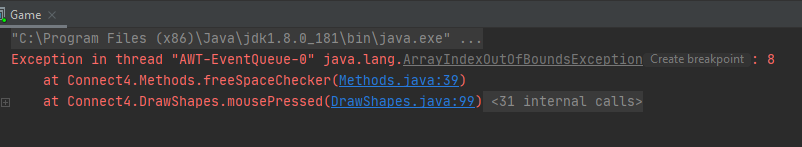 Game
"C:\Program Files (x86)\Java\jdk1.8.0_181\bin\java.exe" ...
Exception in thread "AWT-EventQueue-0" java.lang.ArrayIndexOutOfBoundsException Create breakpoint : 8
at Connect4.Methods.freeSpaceChecker(Methods.java:39)
at Connect4.DrawShapes.mousePressed(DrawShapes.java:99) <31 internal calls>